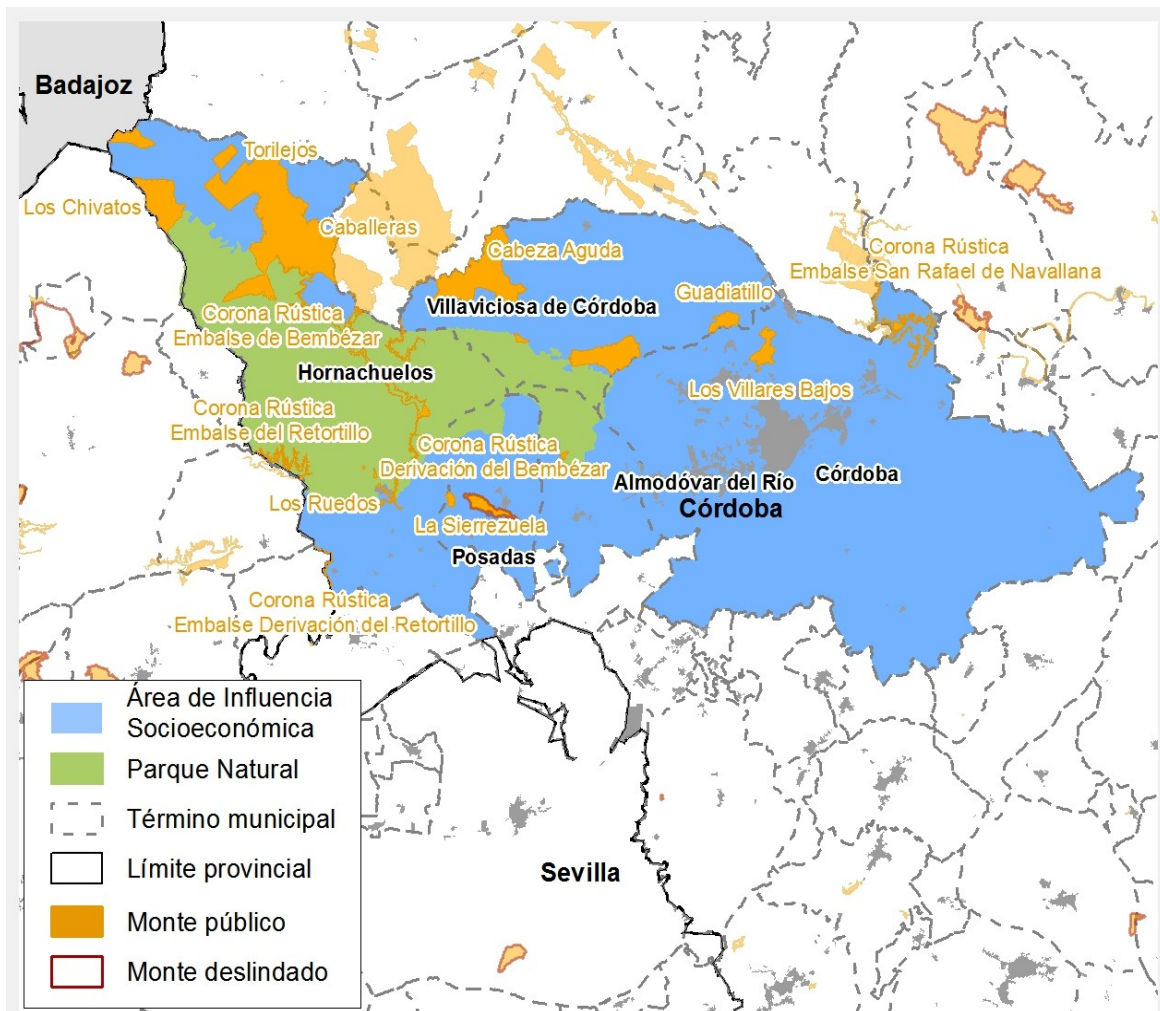 Badajoz
Torilejos
Los Chivatos
Caballeras
Cabeza Aguda
Corona Rústica
Embalse San Rafael de Navallana
Villaviciosa de Córdoba
Guadiatillo
Corona Rústica
Embalse de Bembézar
Hornachuelos
Los Villares Bajos
Corona Rústica
Embalse del Retortillo
Corona Rústica
Derivación del Bembézar
Almodóvar del Río
Córdoba
Córdoba
Los Ruedos
La Sierrezuela
Posadas
Corona Rústica
Embalse Derivación del Retortillo
Sevilla
Área de Influencia
Socioeconómica
Parque Natural
Término municipal
Límite provincial
Monte público
Monte deslindado